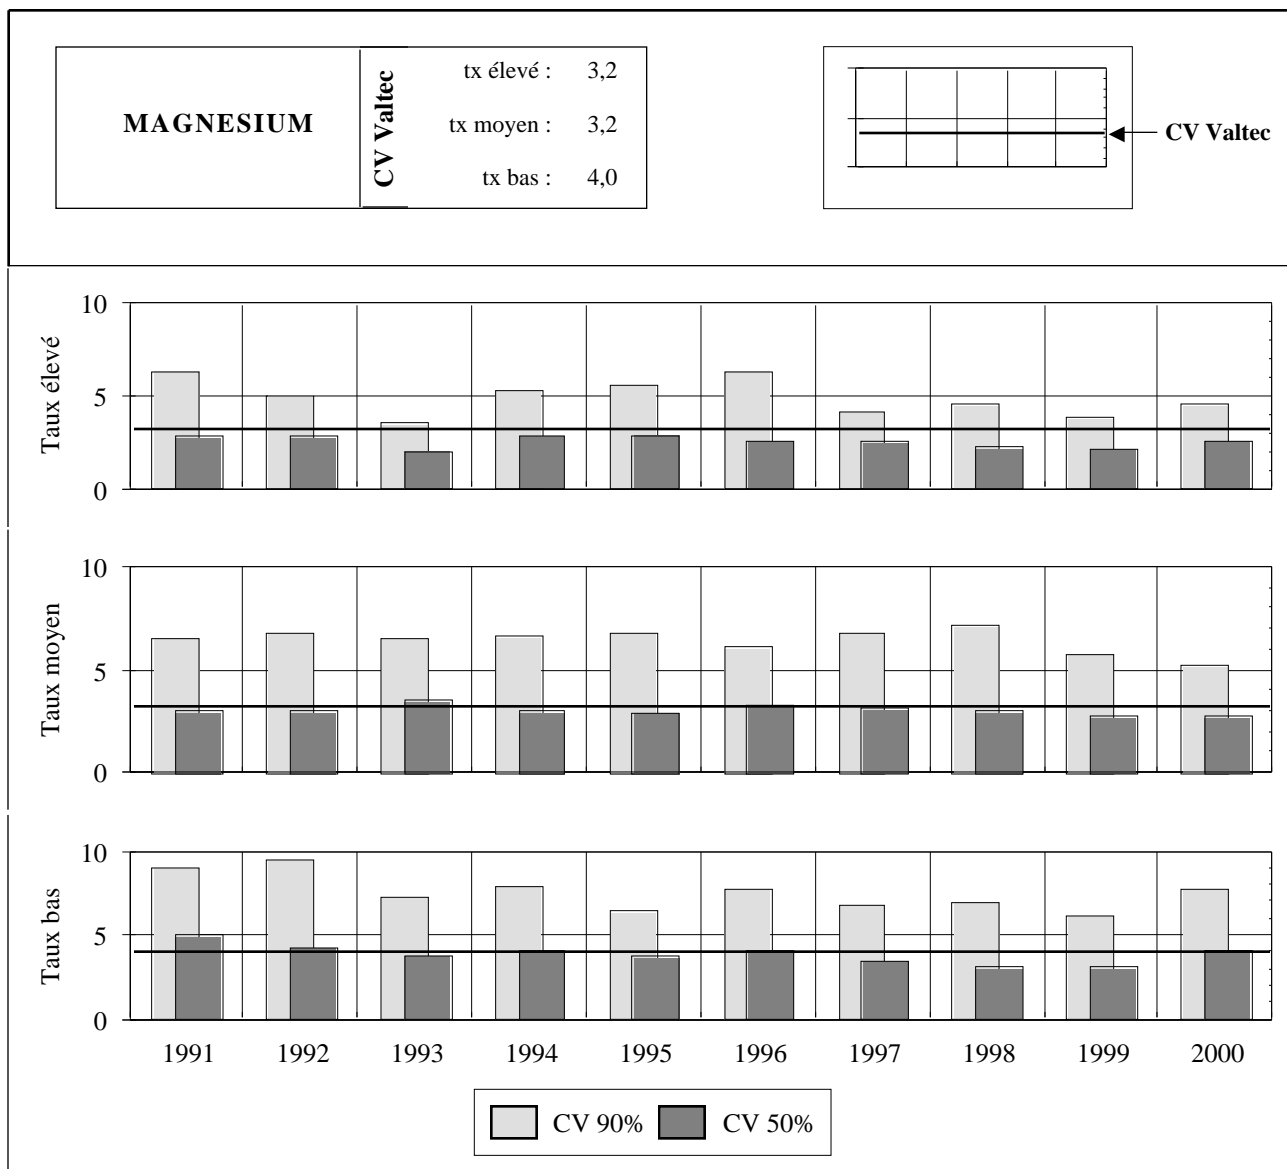 MAGNESIUM
CV Valtec
tx élevé : 3,2
tx moyen : 3,2
tx bas : 4,0
CV Valtec
Taux élevé
10
5
0
Taux moyen
10
5
0
Taux bas
10
5
0
1991 1992 1993 1994 1995 1996 1997 1998 1999 2000
CV 90% CV 50%